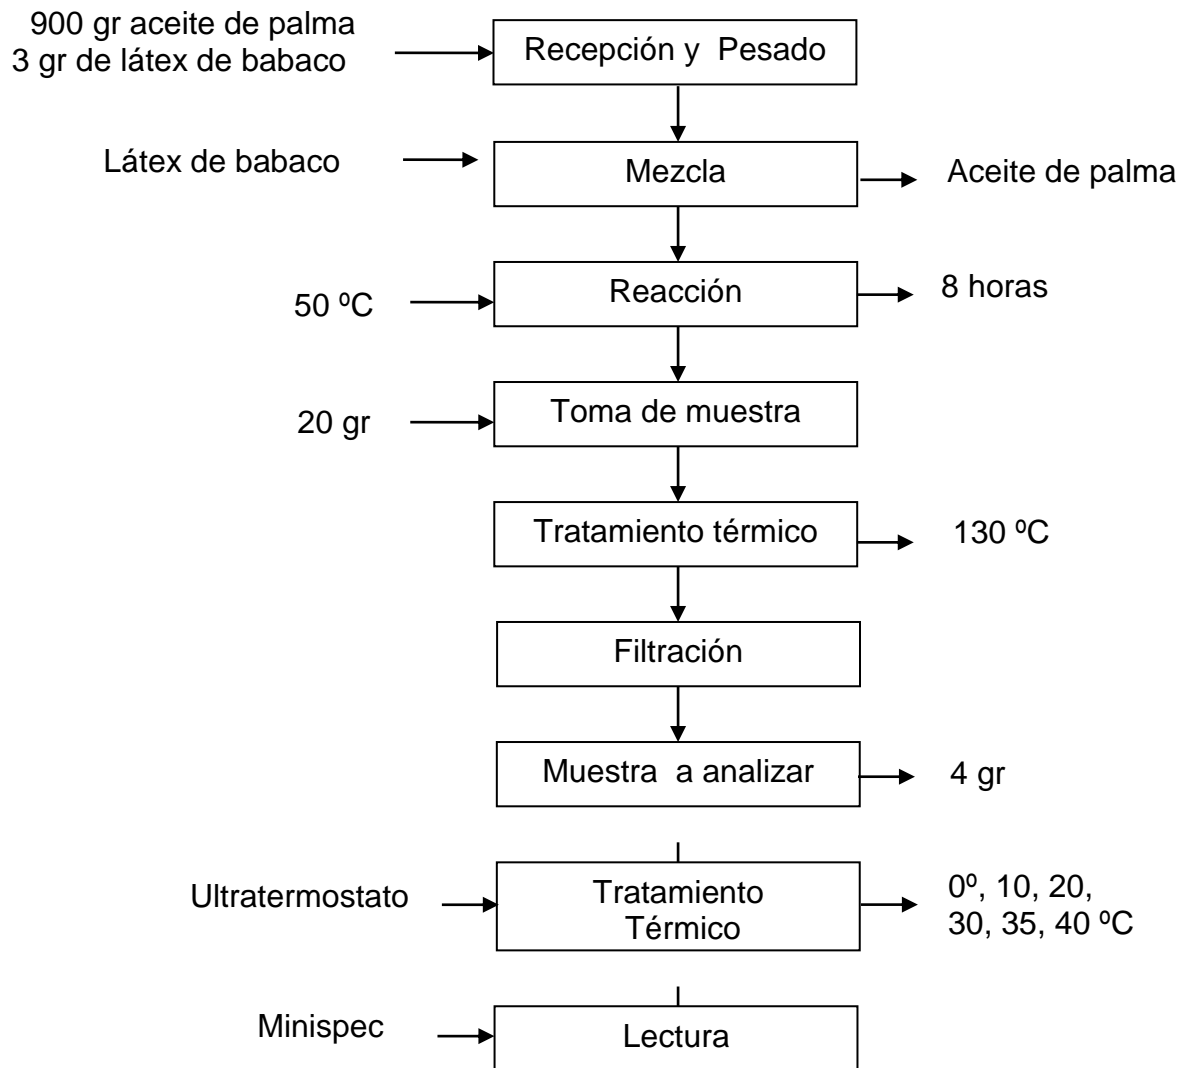 900 gr aceite de palma
3 gr de látex de babaco
Recepción y Pesado
Látex de babaco
Mezcla
Aceite de palma
50 ºC
Reacción
8 horas
20 gr
Toma de muestra
Tratamiento térmico
130 ºC
Filtración
Muestra a analizar
4 gr
Ultratermostato
Tratamiento
Térmico
0º, 10, 20,
30, 35, 40 ºC
Minispec
Lectura